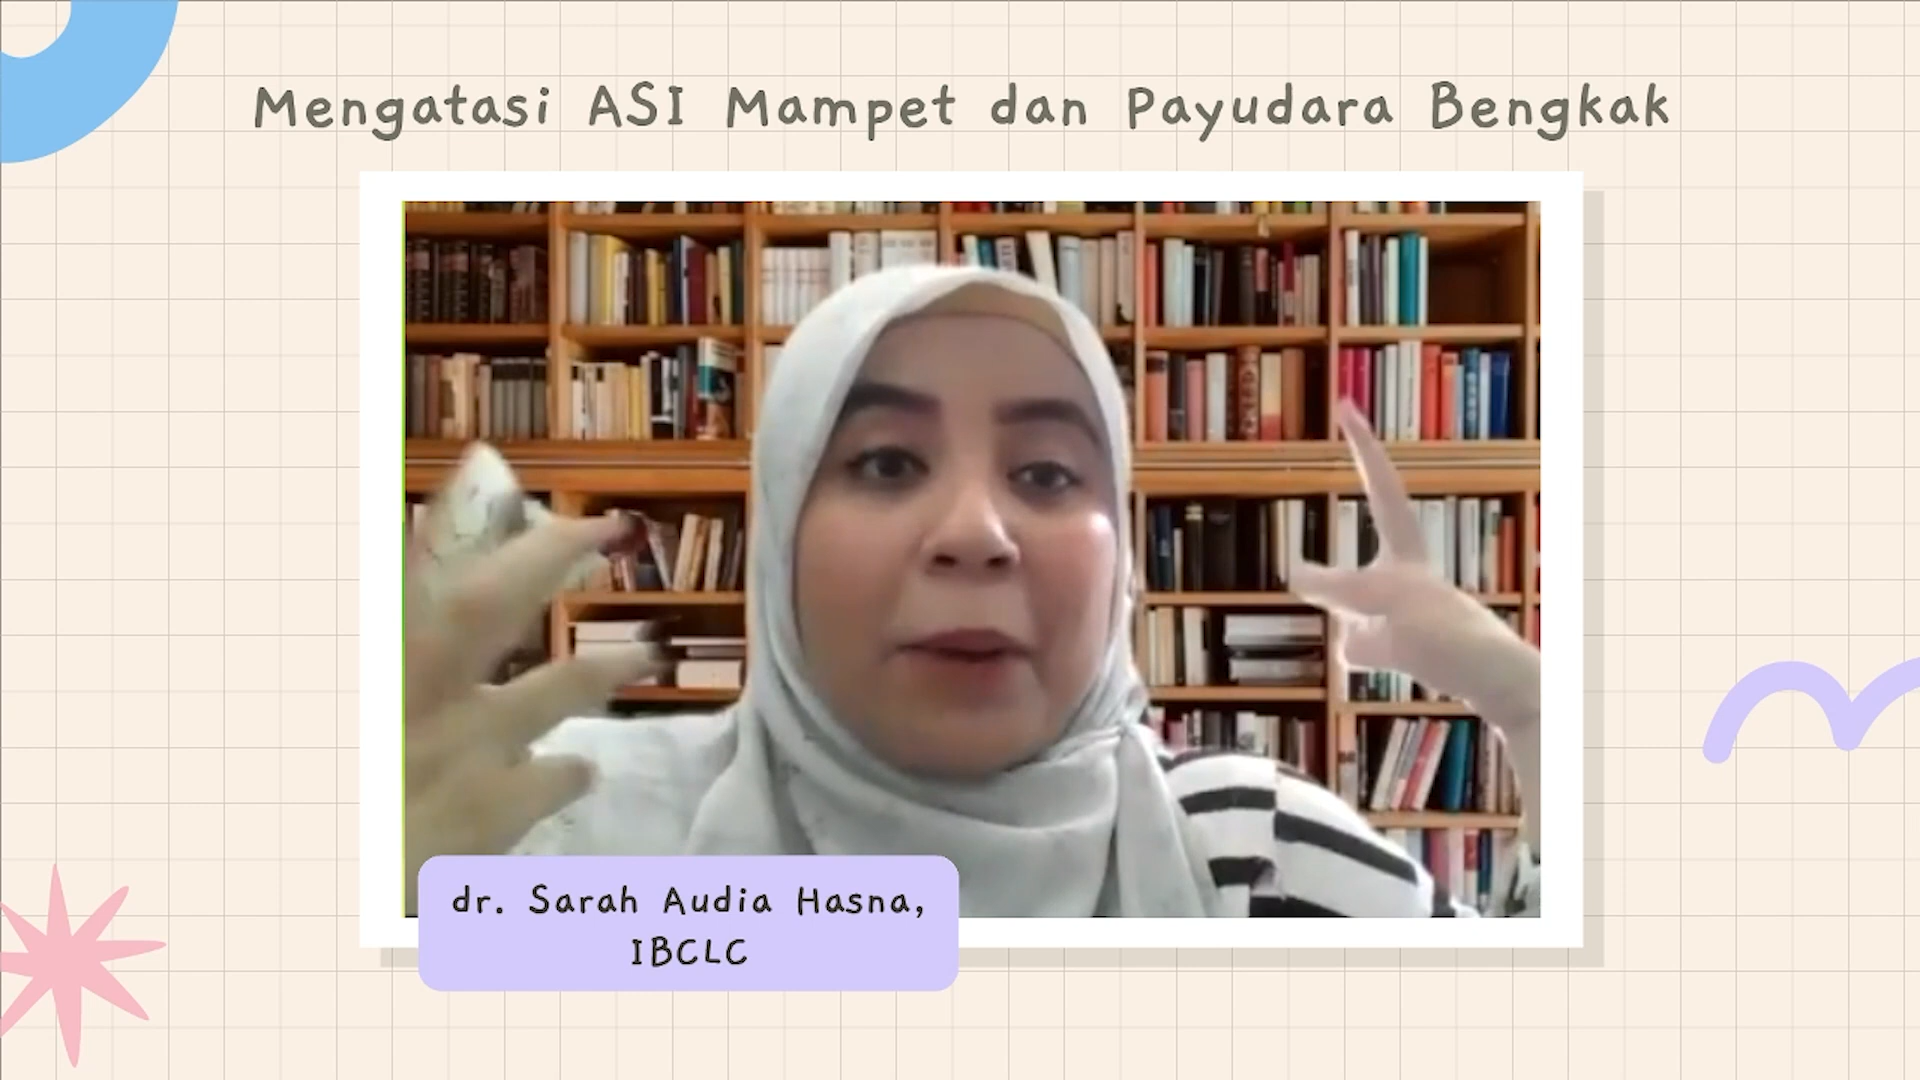 Mengatasi ASI Mampet dan Payudara Bengkak
dr. Sarah Audia Hasna,
IBCLC